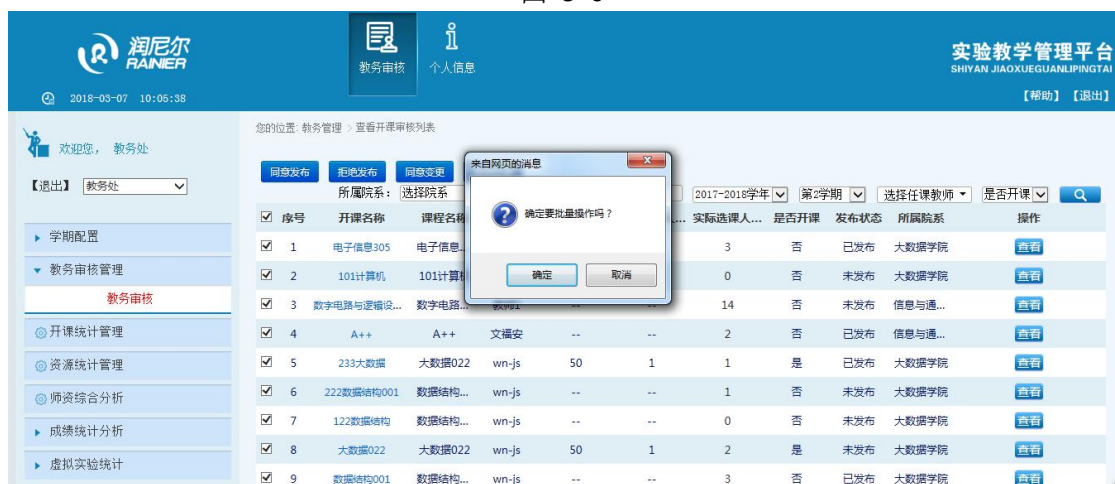 润尼尔
RAINIER
教务审核
个人信息
实验教学管理平台
SHIYAN JIAOXUEGUANLIPINGTAI
2018-03-07 10:05:38
【帮助】 【退出】
欢迎您， 教务处
【退出】 教务处
学期配置
教务审核管理
教务审核
开课统计管理
资源统计管理
师资综合分析
成绩统计分析
虚拟实验统计
您的位置: 教务管理 > 查看开课审核列表
同意发布 拒绝发布 同意变更
所属院系： 选择院系 2017-2018学年 第2学期 选择任课教师 是否开课
来自网页的消息
确定要批量操作吗？
确定 取消
序号 开课名称 课程名称 实际选课人... 是否开课 发布状态 所属院系 操作
1 电子信息305 电子信息... 3 否 已发布 大数据学院 查看
2 101计算机 101计算机 0 否 未发布 大数据学院 查看
3 数字电路与逻辑设... 数字电路... 14 否 未发布 信息与通... 查看
4 A++ A++ 文福安 -- -- 2 否 已发布 信息与通... 查看
5 233大数据 大数据022 wn-js 50 1 1 是 已发布 大数据学院 查看
6 222数据结构001 数据结构... wn-js -- -- 1 否 未发布 大数据学院 查看
7 122数据结构 数据结构... wn-js -- -- 0 否 未发布 大数据学院 查看
8 大数据022 大数据022 wn-js 50 1 2 是 未发布 大数据学院 查看
9 数据结构001 数据结构... wn-js -- -- 3 否 已发布 大数据学院 查看